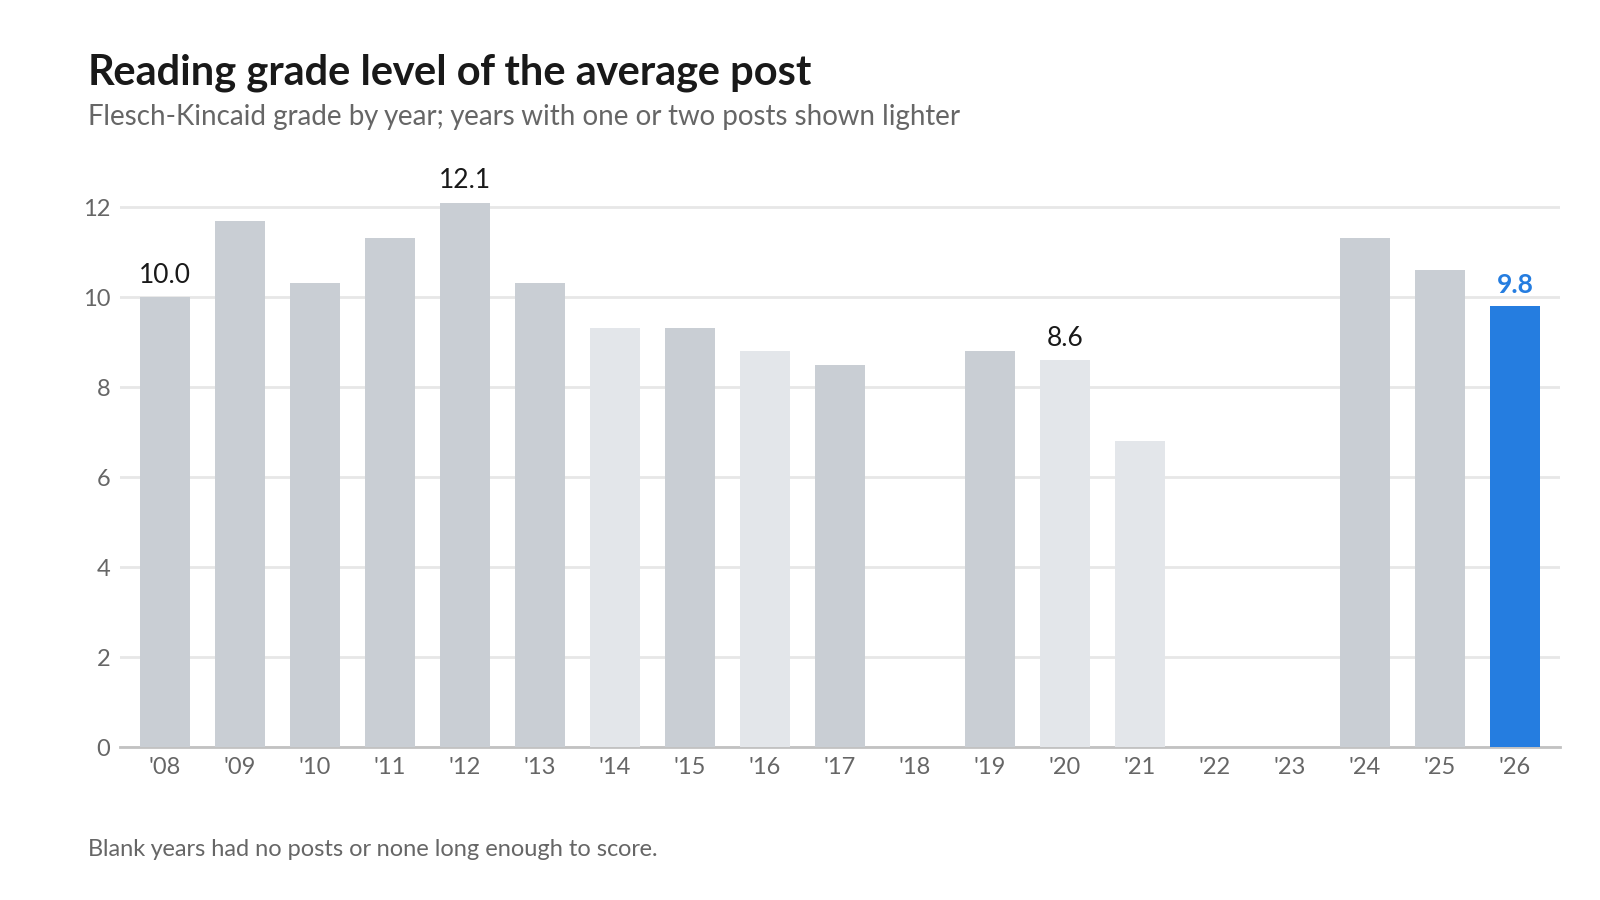 Reading grade level of the average post
Flesch-Kincaid grade by year; years with one or two posts shown lighter
12.1
12
10.0
10
9.8
8.6
8
6
4
2
0
'08 '09 '10 '11 '12 '13 '14 '15 '16 '17 '18 '19 '20 '21 '22 '23 '24 '25 '26
Blank years had no posts or none long enough to score.